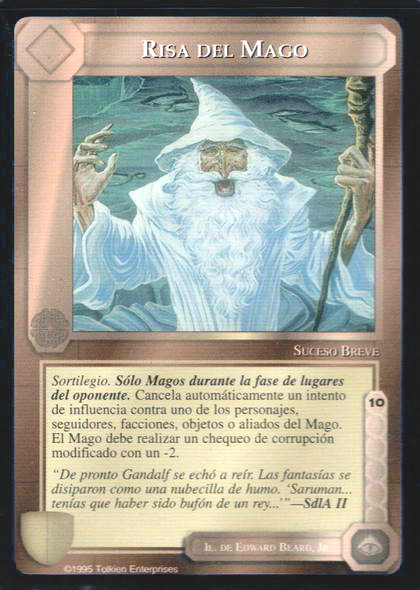 Risa del Mago
Suceso Breve
Sortilegio. Sólo Magos durante la fase de lugares
del oponente. Cancela automáticamente un intento
de influencia contra uno de los personajes,
seguidores, facciones, objetos o aliados del Mago.
El Mago debe realizar un chequeo de corrupción
modificado con un -2.
10
“De pronto Gandalf se echó a reír. Las fantasías se
disiparon como una nubecilla de humo. ‘Saruman...
tenías que haber sido bufón de un rey...’”—SdlA II
Il. de Edward Beard, Jr.
©1995 Tolkien Enterprises